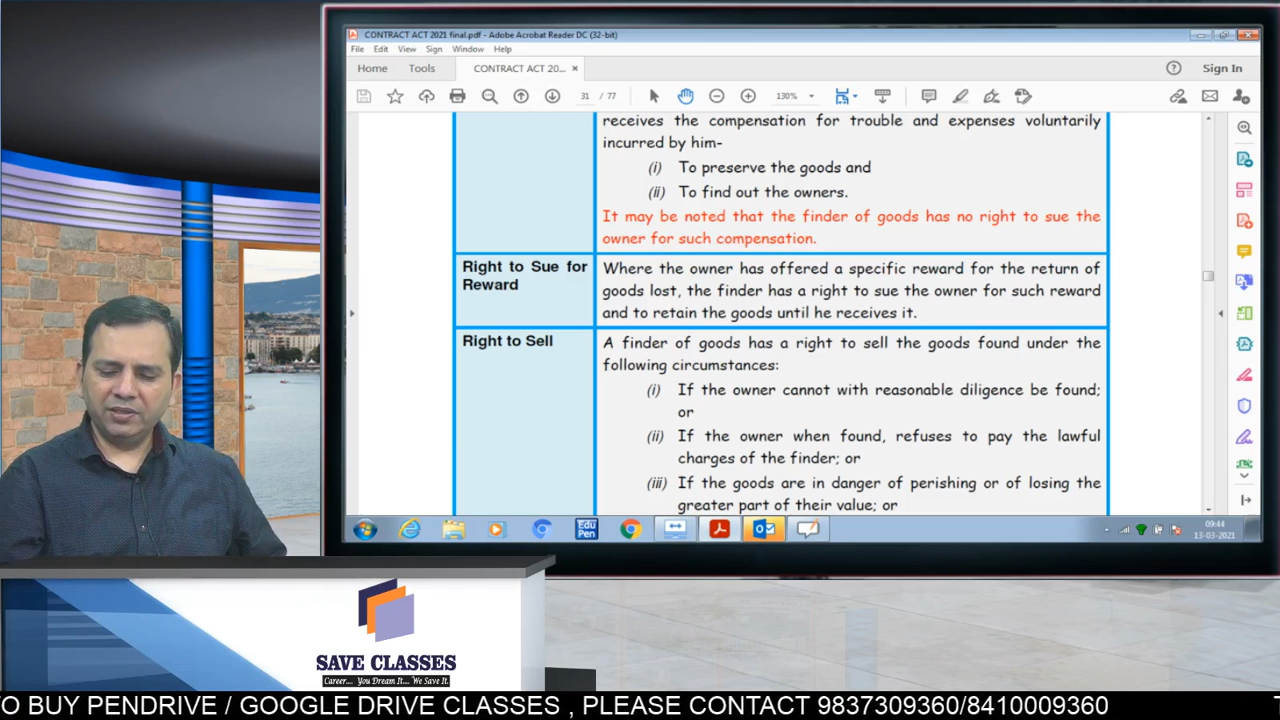 CONTRACT ACT 2021 final.pdf - Adobe Acrobat Reader DC (32-bit)
File Edit View Sign Window Help
Home Tools CONTRACT ACT 20... × Sign In
31 / 77 130%
receives the compensation for trouble and expenses voluntarily
incurred by him-
(i) To preserve the goods and
(ii) To find out the owners.
It may be noted that the finder of goods has no right to sue the
owner for such compensation.
Right to Sue for
Reward
Where the owner has offered a specific reward for the return of
goods lost, the finder has a right to sue the owner for such reward
and to retain the goods until he receives it.
Right to Sell
A finder of goods has a right to sell the goods found under the
following circumstances:
(i) If the owner cannot with reasonable diligence be found;
or
(ii) If the owner when found, refuses to pay the lawful
charges of the finder; or
(iii) If the goods are in danger of perishing or of losing the
greater part of their value; or
Edu
Pen
09:44
13-03-2021
SAVE CLASSES
Career.... You Dream It... We Save It.
TO BUY PENDRIVE / GOOGLE DRIVE CLASSES , PLEASE CONTACT 9837309360/8410009360